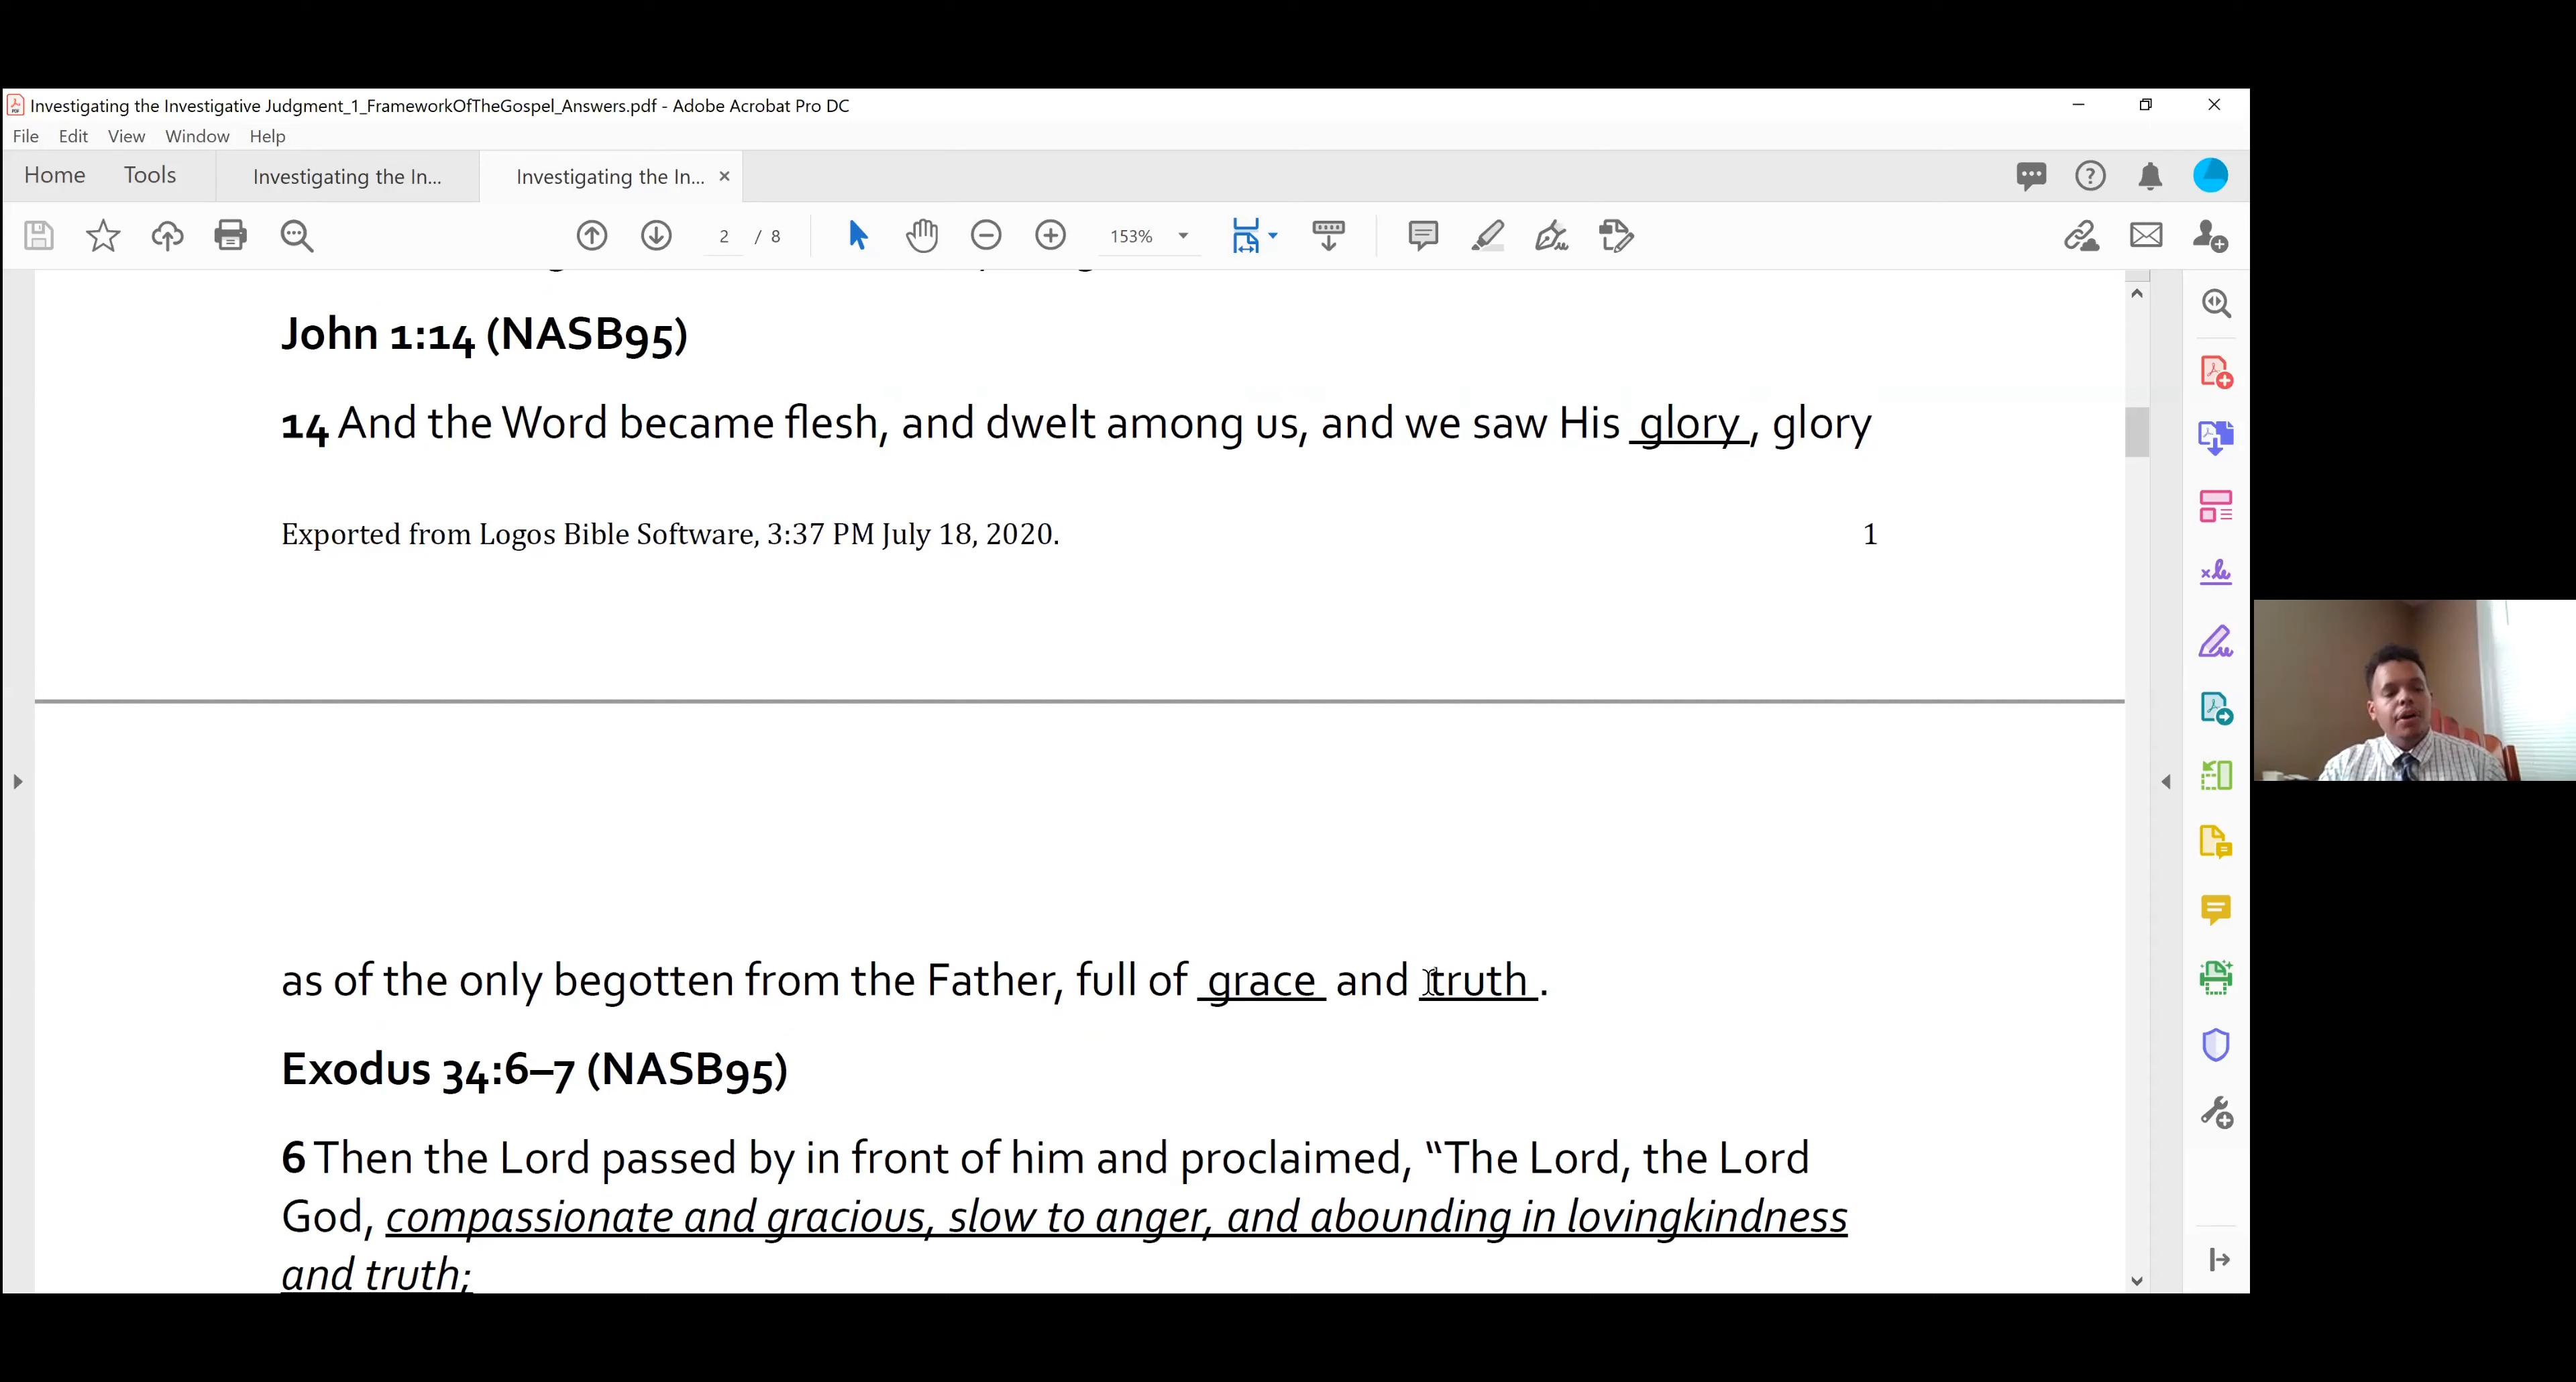 Investigating the Investigative Judgment_1_FrameworkOfTheGospel_Answers.pdf - Adobe Acrobat Pro DC
File Edit View Window Help
Home Tools Investigating the In... Investigating the In...
2 / 8 153%
John 1:14 (NASB95)
14 And the Word became flesh, and dwelt among us, and we saw His glory , glory
Exported from Logos Bible Software, 3:37 PM July 18, 2020. 1
as of the only begotten from the Father, full of grace and truth .
Exodus 34:6–7 (NASB95)
6 Then the Lord passed by in front of him and proclaimed, “The Lord, the Lord
God, compassionate and gracious, slow to anger, and abounding in lovingkindness
and truth;